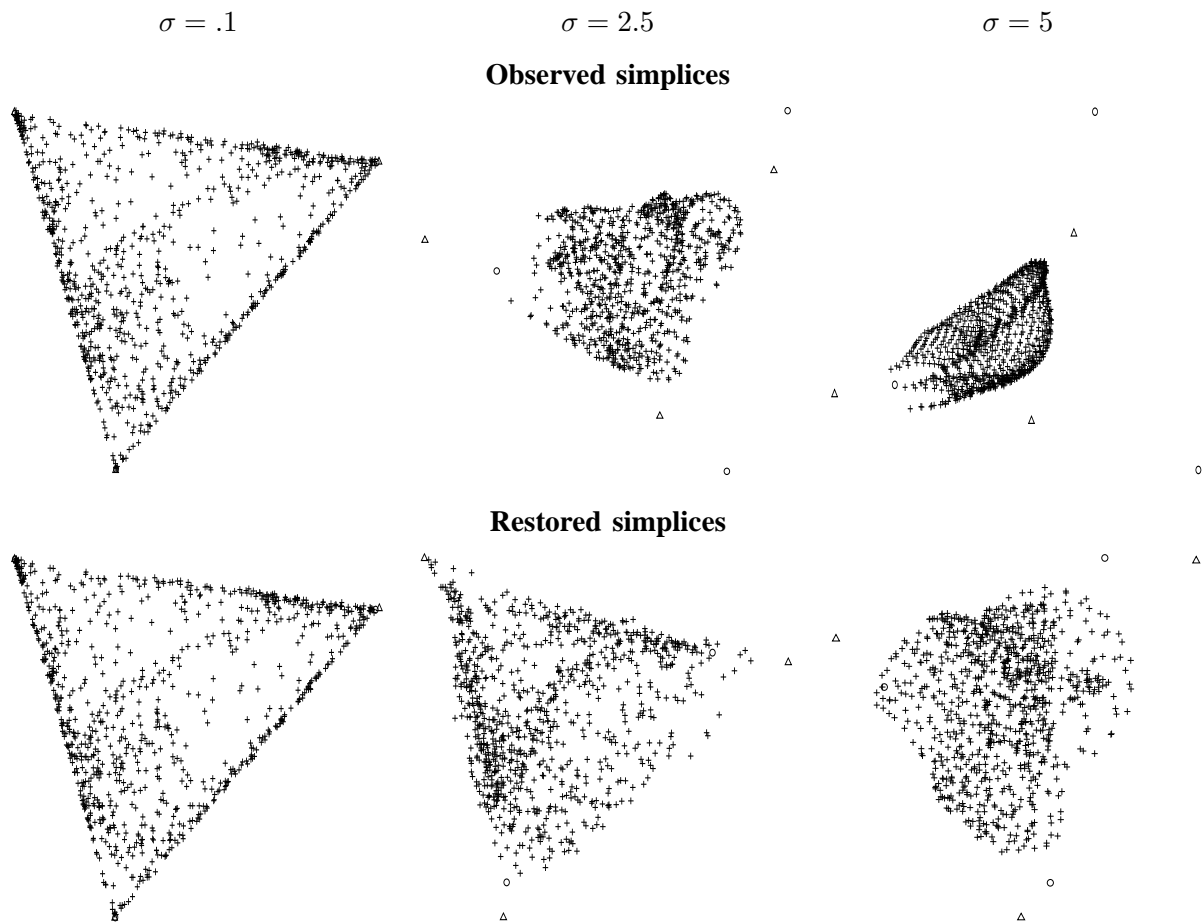 σ = .1 σ = 2.5 σ = 5
Observed simplices
Restored simplices